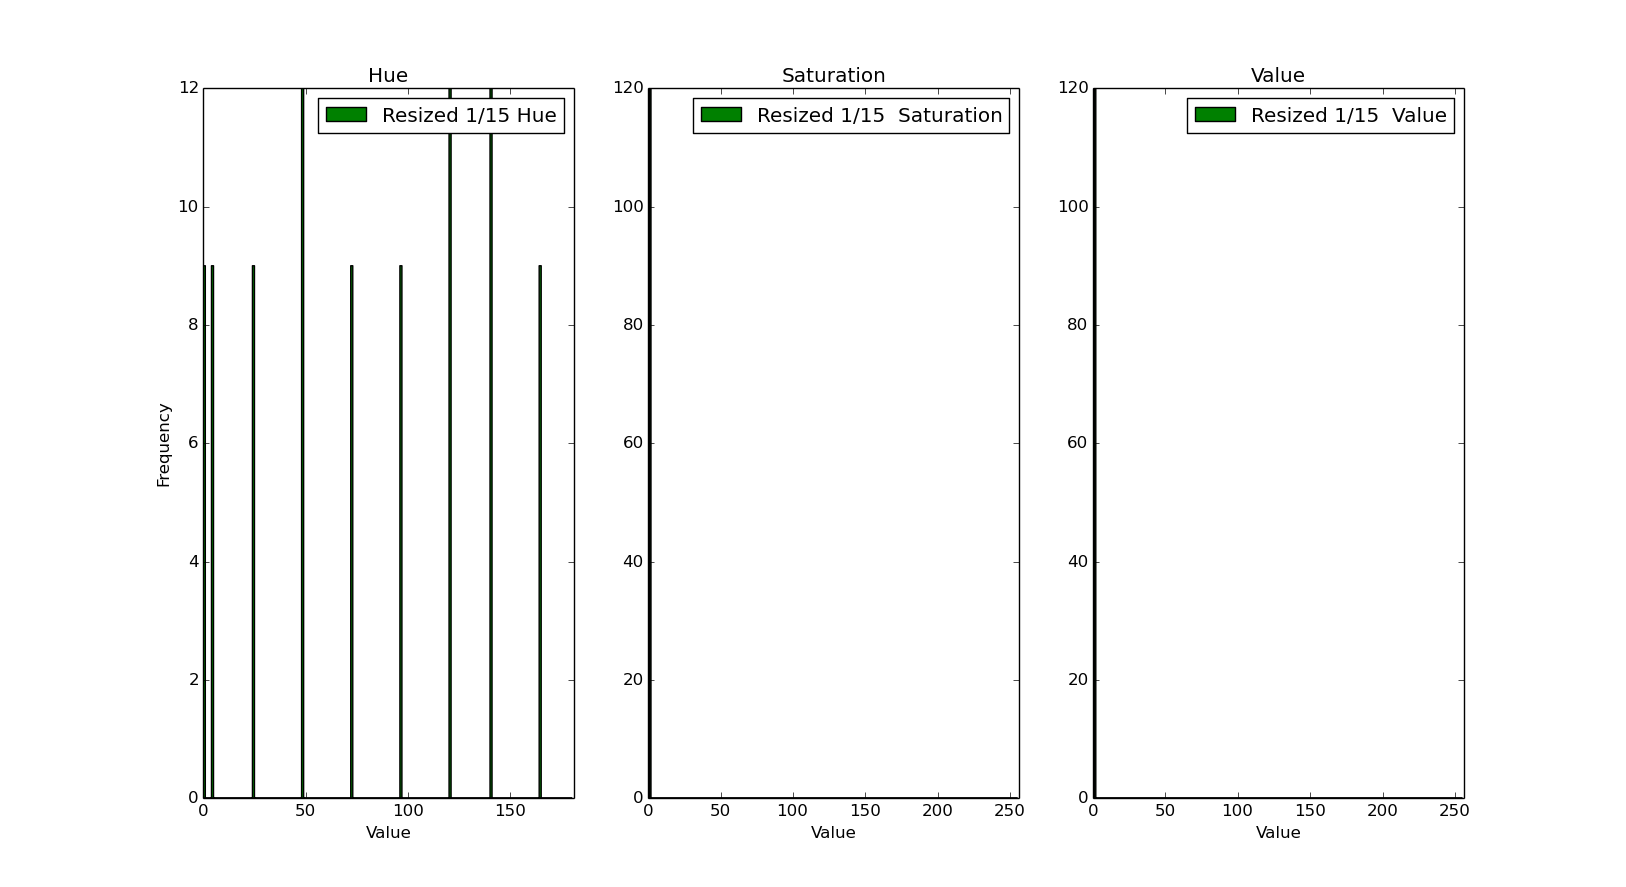 Hue
Resized 1/15 Hue
12
10
8
6
4
2
0
Frequency
0 50 100 150
Value
Saturation
Resized 1/15  Saturation
120
100
80
60
40
20
0
0 50 100 150 200 250
Value
Value
Resized 1/15  Value
120
100
80
60
40
20
0
0 50 100 150 200 250
Value